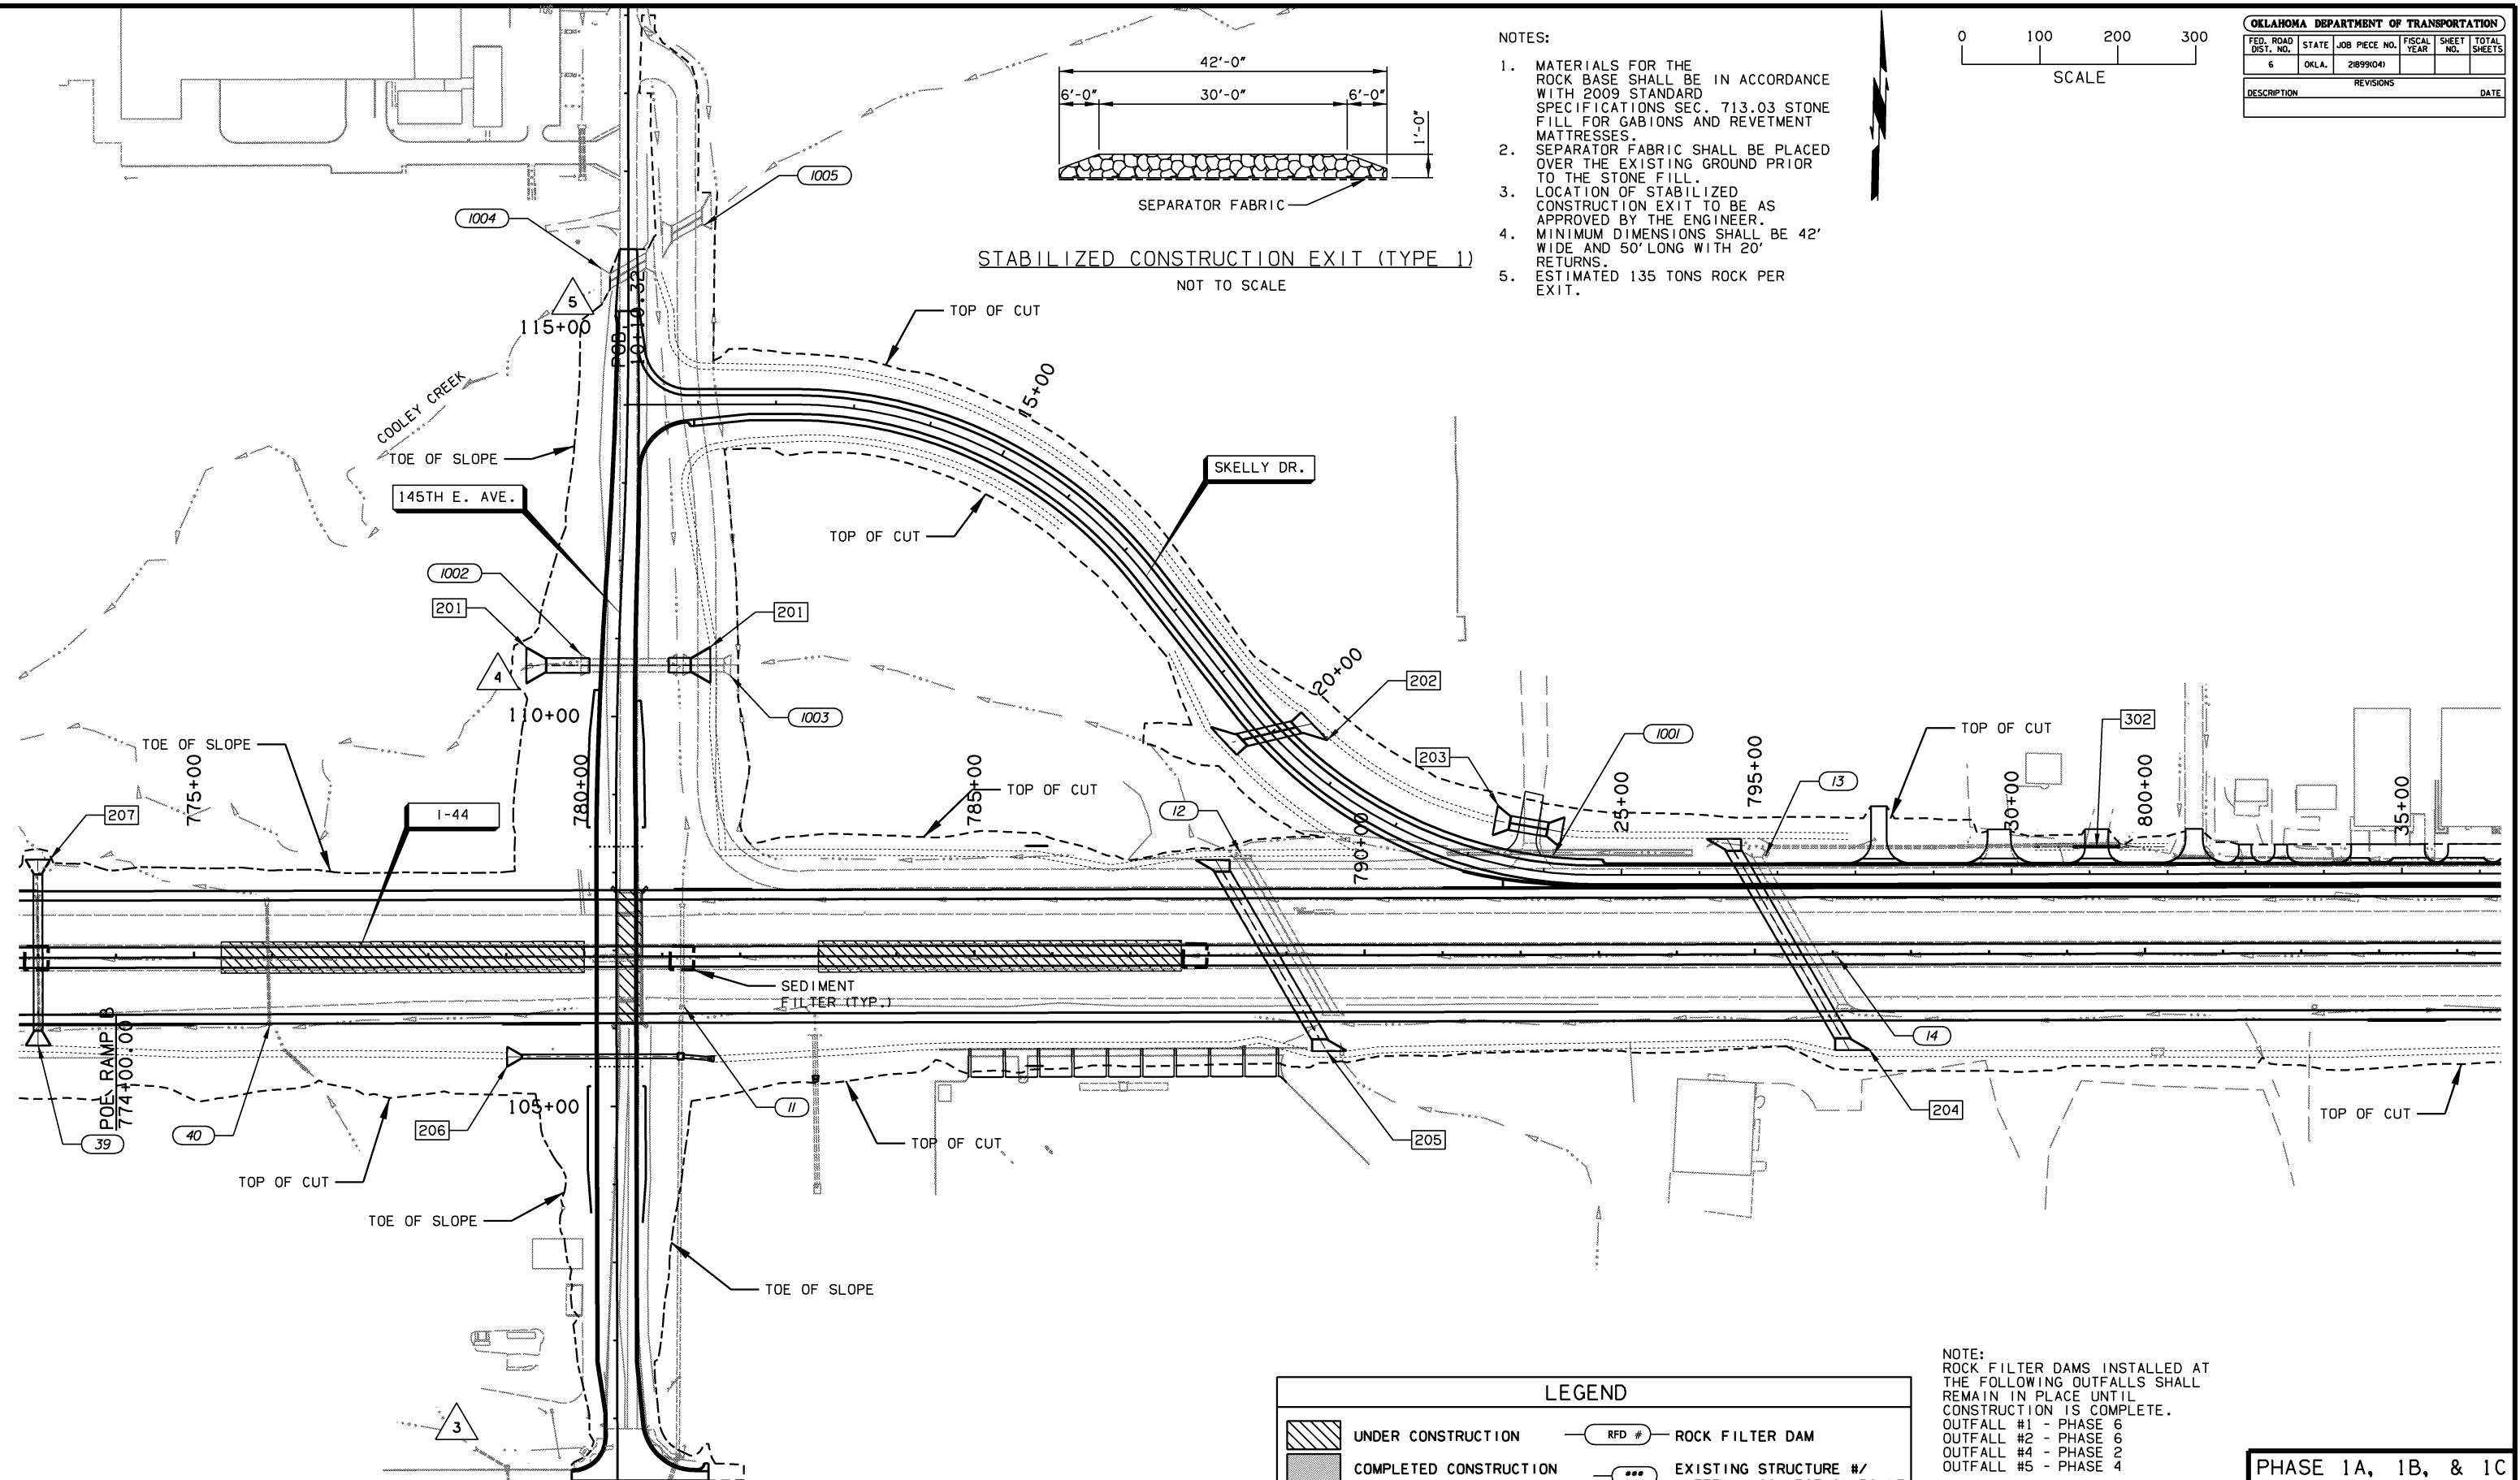 OKLAHOMA DEPARTMENT OF TRANSPORTATION
FED. ROAD DIST. NO.
STATE
JOB PIECE NO.
FISCAL YEAR
SHEET NO.
TOTAL SHEETS
6
OKLA.
21899(04)
REVISIONS
DESCRIPTION
DATE
0 100 200 300
SCALE
NOTES:
1. MATERIALS FOR THE
ROCK BASE SHALL BE IN ACCORDANCE
WITH 2009 STANDARD
SPECIFICATIONS SEC. 713.03 STONE
FILL FOR GABIONS AND REVETMENT
MATTRESSES.
2. SEPARATOR FABRIC SHALL BE PLACED
OVER THE EXISTING GROUND PRIOR
TO THE STONE FILL.
3. LOCATION OF STABILIZED
CONSTRUCTION EXIT TO BE AS
APPROVED BY THE ENGINEER.
4. MINIMUM DIMENSIONS SHALL BE 42'
WIDE AND 50' LONG WITH 20'
RETURNS.
5. ESTIMATED 135 TONS ROCK PER
EXIT.
42'-0"
6'-0"
30'-0"
6'-0"
1'-0"
SEPARATOR FABRIC
STABILIZED CONSTRUCTION EXIT (TYPE 1)
NOT TO SCALE
1005
1004
5
115+00
POB
TOP OF CUT
COOLEY CREEK
15+00
TOE OF SLOPE
145TH E. AVE.
SKELLY DR.
TOP OF CUT
1002
201
201
4
1003
110+00
20+00
202
TOE OF SLOPE
775+00
780+00
785+00
TOP OF CUT
203
1001
795+00
TOP OF CUT
302
13
12
790+00
25+00
30+00
800+00
35+00
207
I-44
SEDIMENT
FILTER (TYP.)
POE RAMP B
774+00.00
39
40
206
105+00
11
TOP OF CUT
TOP OF CUT
205
14
204
TOP OF CUT
TOE OF SLOPE
TOE OF SLOPE
3
LEGEND
UNDER CONSTRUCTION
RFD #
ROCK FILTER DAM
COMPLETED CONSTRUCTION
EXISTING STRUCTURE #/
NOTE:
ROCK FILTER DAMS INSTALLED AT
THE FOLLOWING OUTFALLS SHALL
REMAIN IN PLACE UNTIL
CONSTRUCTION IS COMPLETE.
OUTFALL #1 - PHASE 6
OUTFALL #2 - PHASE 6
OUTFALL #4 - PHASE 2
OUTFALL #5 - PHASE 4
PHASE 1A, 1B, & 1C